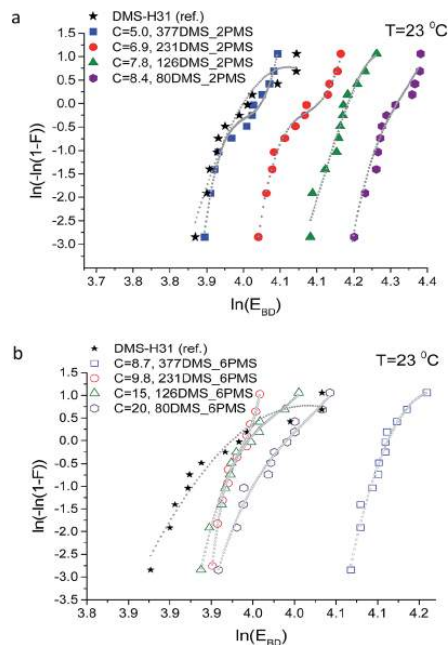 a
DMS-H31 (ref.)
C=5.0, 377DMS_2PMS
C=6.9, 231DMS_2PMS
C=7.8, 126DMS_2PMS
C=8.4, 80DMS_2PMS
T=23 °C
ln(-ln(1-F))
1.5
1.0
0.5
0.0
-0.5
-1.0
-1.5
-2.0
-2.5
-3.0
3.7 3.9 4.0 4.1 4.2 4.3 4.4
ln(E_BD)
b
DMS-H31 (ref.)
C=8.7, 377DMS_6PMS
C=9.8, 231DMS_6PMS
C=15, 126DMS_6PMS
C=20, 80DMS_6PMS
T=23 °C
ln(-ln(1-F))
1.5
1.0
0.5
0.0
-0.5
-1.0
-1.5
-2.0
-2.5
-3.0
-3.5
3.8 3.9 3.9 4.0 4.0 4.1 4.2 4.2
ln(E_BD)